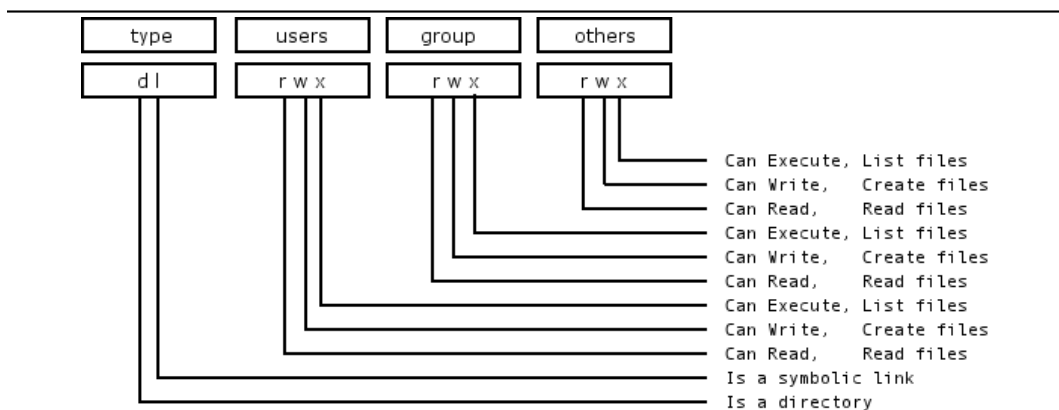 type users group others
d l r w x r w x r w x
Can Execute, List files
Can Write, Create files
Can Read, Read files
Can Execute, List files
Can Write, Create files
Can Read, Read files
Can Execute, List files
Can Write, Create files
Can Read, Read files
Is a symbolic link
Is a directory